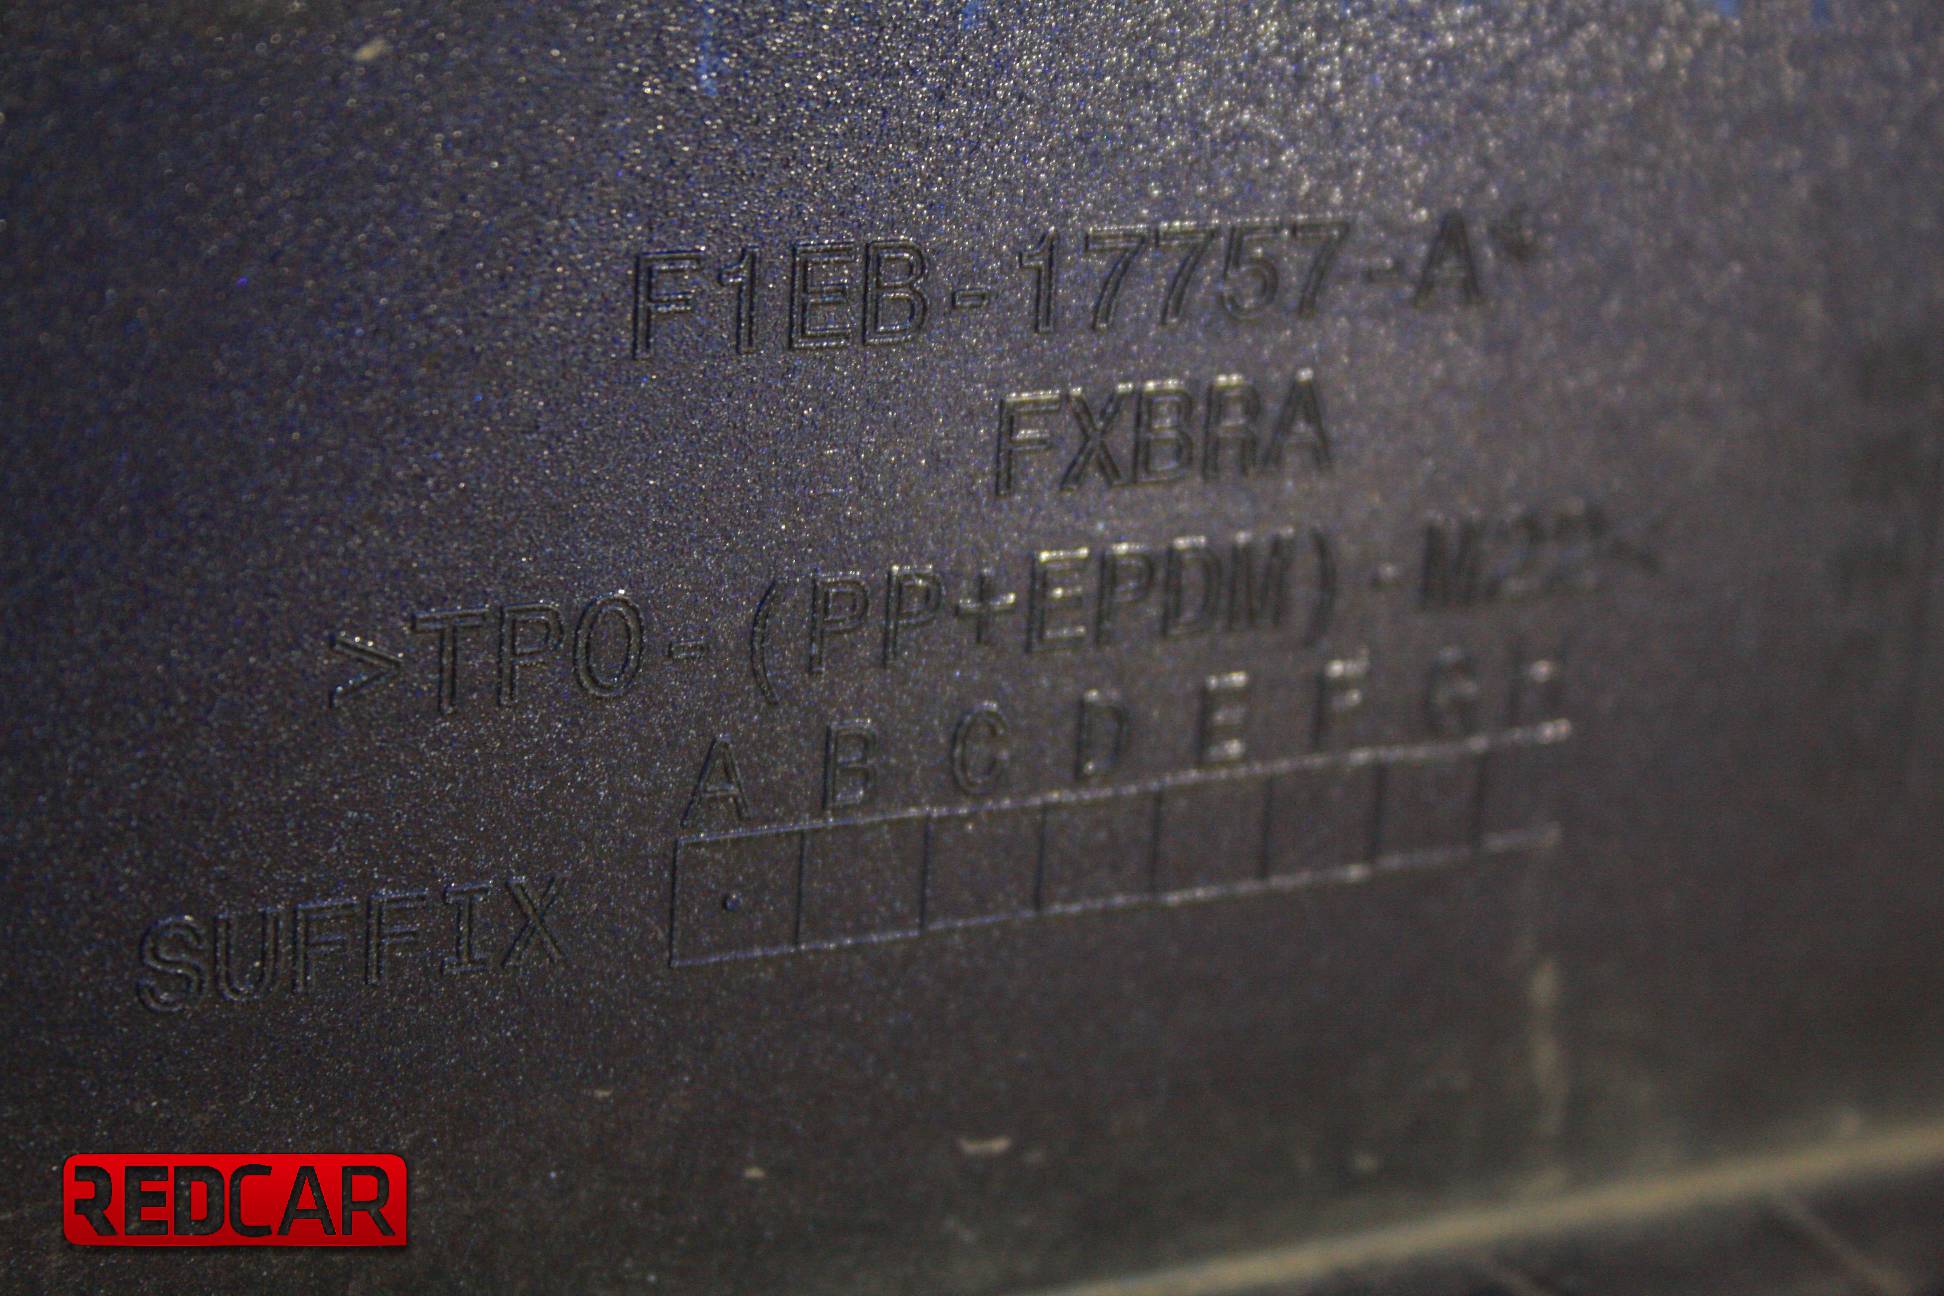 F1EB-17757-A*
FXBRA
>TPO-(PP+EPDM)-
A B C D E F G H
SUFFIX
REDCAR